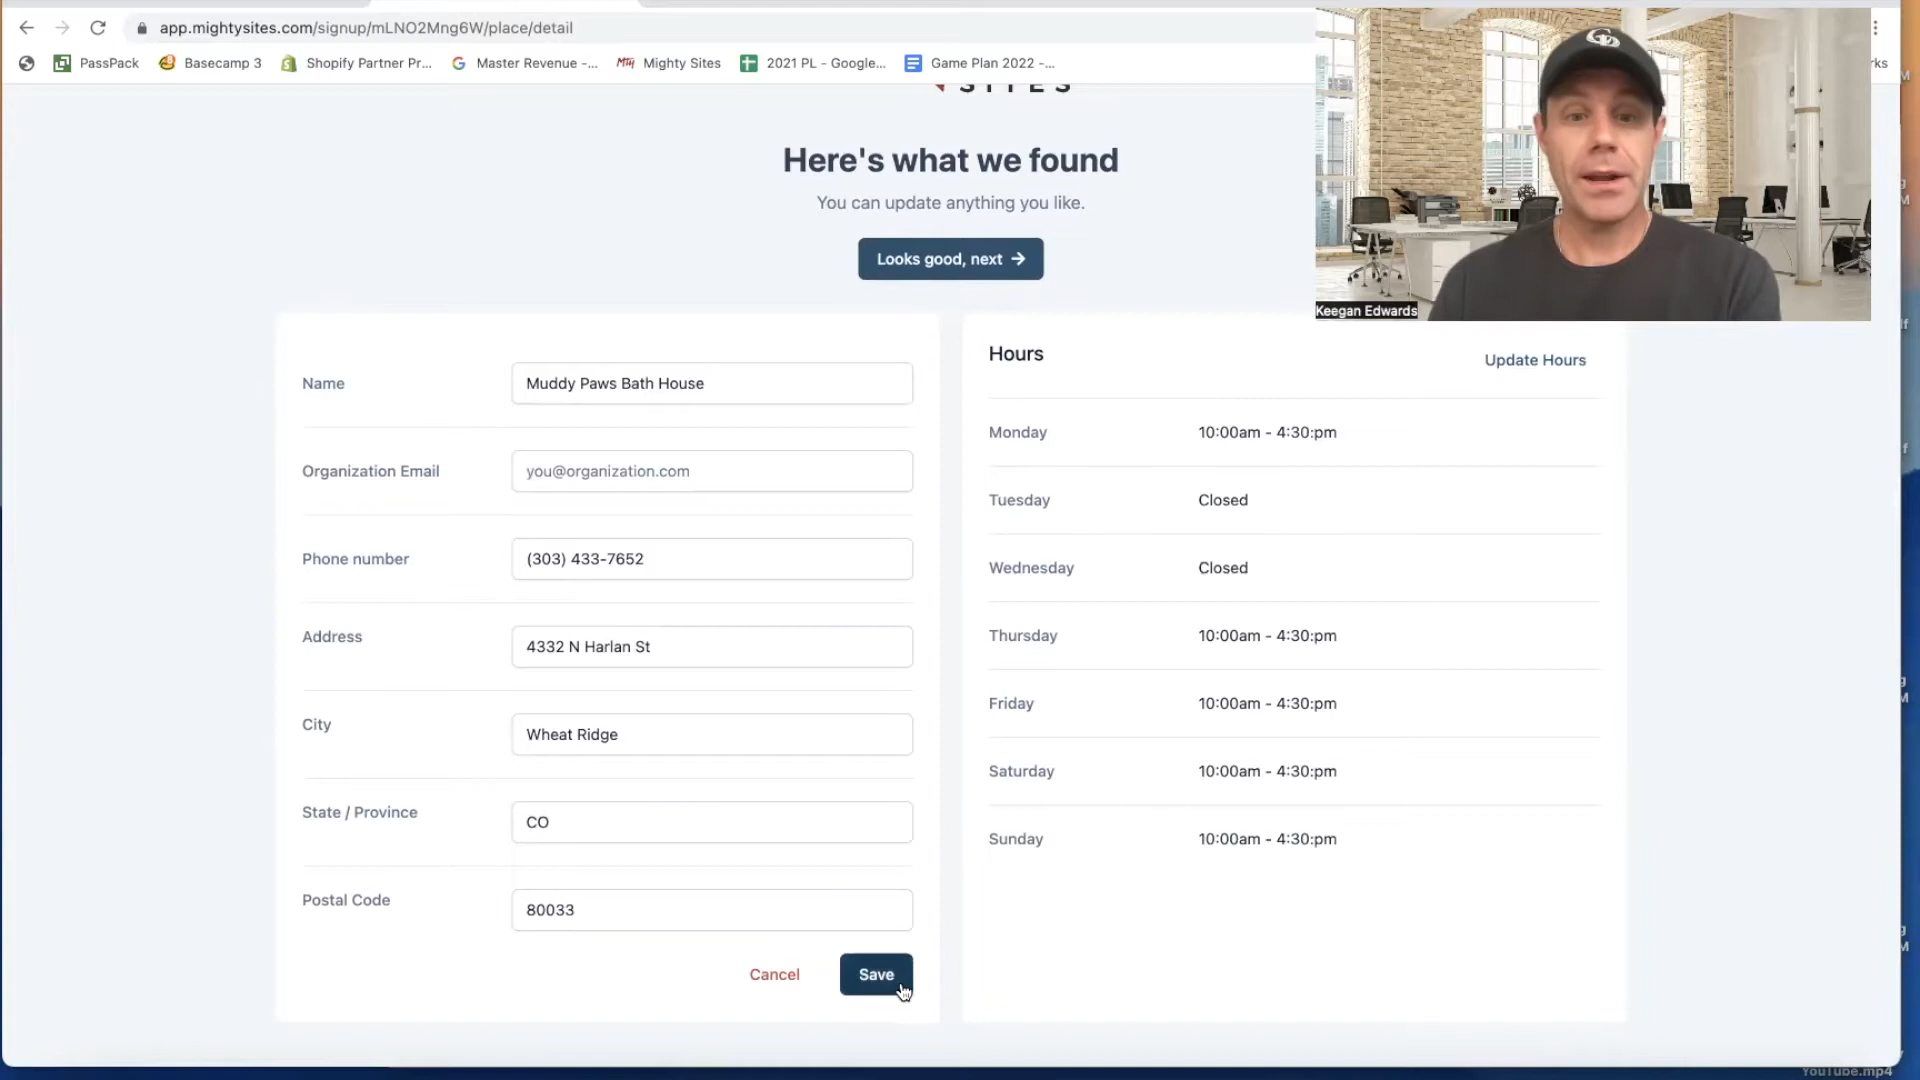 app.mightysites.com/signup/mLNO2Mng6W/place/detail
PassPack Basecamp 3 Shopify Partner Pr... Master Revenue -... Mighty Sites 2021 PL - Google... Game Plan 2022 -...
SITES
Here's what we found
You can update anything you like.
Looks good, next →
Keegan Edwards
Name Muddy Paws Bath House
Organization Email you@organization.com
Phone number (303) 433-7652
Address 4332 N Harlan St
City Wheat Ridge
State / Province CO
Postal Code 80033
Cancel Save
Hours Update Hours
Monday 10:00am - 4:30:pm
Tuesday Closed
Wednesday Closed
Thursday 10:00am - 4:30:pm
Friday 10:00am - 4:30:pm
Saturday 10:00am - 4:30:pm
Sunday 10:00am - 4:30:pm
YouTube.mp4